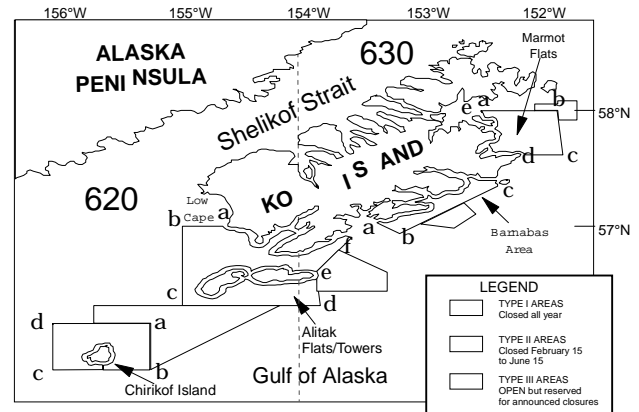 156°W 155°W 154°W 153°W 152°W
ALASKA
PENI NSULA
630
Marmot
Flats
Shelikof Strait
e a b
58°N
d c
KO IS AND
620
Low
Cape
b a
c
a b
Barnabas
Area
57°N
f
e
c d
Alitak
Flats/Towers
d a
c b
Chirikof Island
Gulf of Alaska
LEGEND
TYPE I AREAS
Closed all year
TYPE II AREAS
Closed February 15
to June 15
TYPE III AREAS
OPEN but reserved
for announced closures